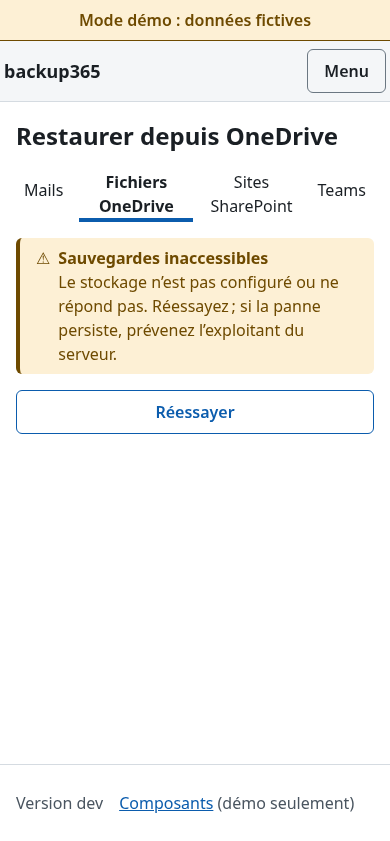 Mode démo : données fictives
backup365
Menu
Restaurer depuis OneDrive
Mails
Fichiers
OneDrive
Sites
SharePoint
Teams
⚠ Sauvegardes inaccessibles
Le stockage n’est pas configuré ou ne
répond pas. Réessayez ; si la panne
persiste, prévenez l’exploitant du
serveur.
Réessayer
Version dev Composants (démo seulement)